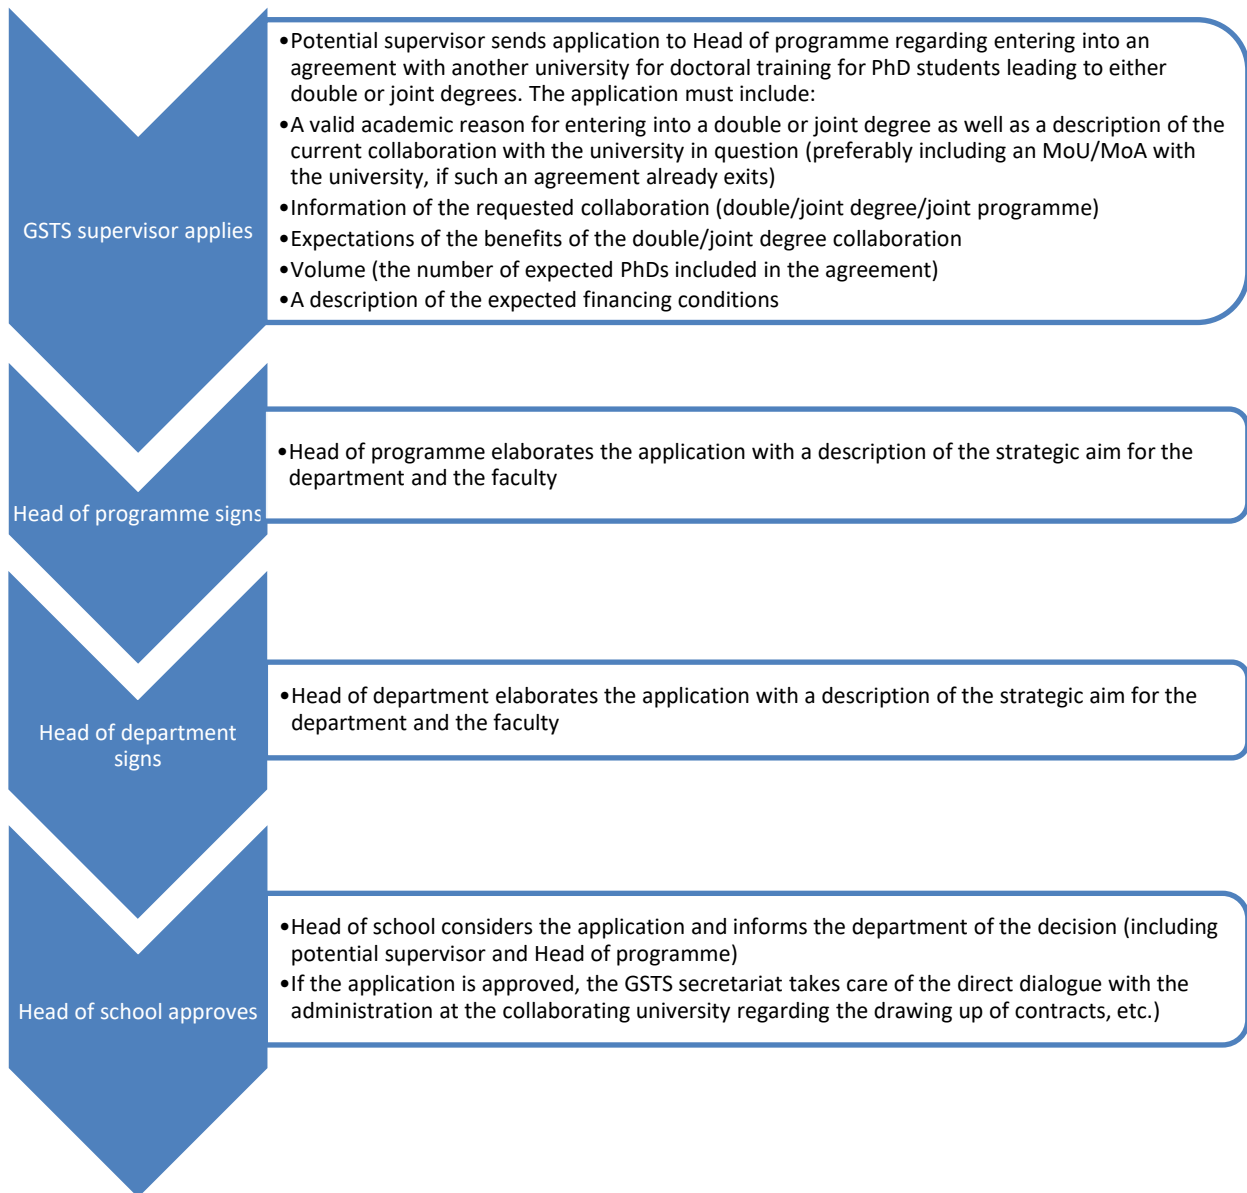 GSTS supervisor applies
•Potential supervisor sends application to Head of programme regarding entering into an
agreement with another university for doctoral training for PhD students leading to either
double or joint degrees. The application must include:
•A valid academic reason for entering into a double or joint degree as well as a description of the
current collaboration with the university in question (preferably including an MoU/MoA with
the university, if such an agreement already exits)
•Information of the requested collaboration (double/joint degree/joint programme)
•Expectations of the benefits of the double/joint degree collaboration
•Volume (the number of expected PhDs included in the agreement)
•A description of the expected financing conditions
Head of programme signs
•Head of programme elaborates the application with a description of the strategic aim for the
department and the faculty
Head of department
signs
•Head of department elaborates the application with a description of the strategic aim for the
department and the faculty
Head of school approves
•Head of school considers the application and informs the department of the decision (including
potential supervisor and Head of programme)
•If the application is approved, the GSTS secretariat takes care of the direct dialogue with the
administration at the collaborating university regarding the drawing up of contracts, etc.)